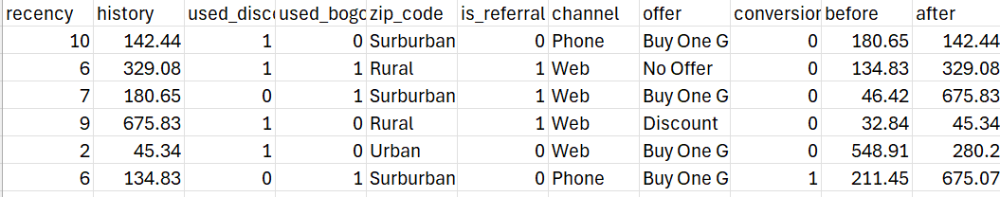 recency history used_disc used_bogo zip_code is_referral channel offer conversion before after
10 142.44 1 0 Surburban 0 Phone Buy One G 0 180.65 142.44
6 329.08 1 1 Rural 1 Web No Offer 0 134.83 329.08
7 180.65 0 1 Surburban 1 Web Buy One G 0 46.42 675.83
9 675.83 1 0 Rural 1 Web Discount 0 32.84 45.34
2 45.34 1 0 Urban 0 Web Buy One G 0 548.91 280.2
6 134.83 0 1 Surburban 0 Phone Buy One G 1 211.45 675.07